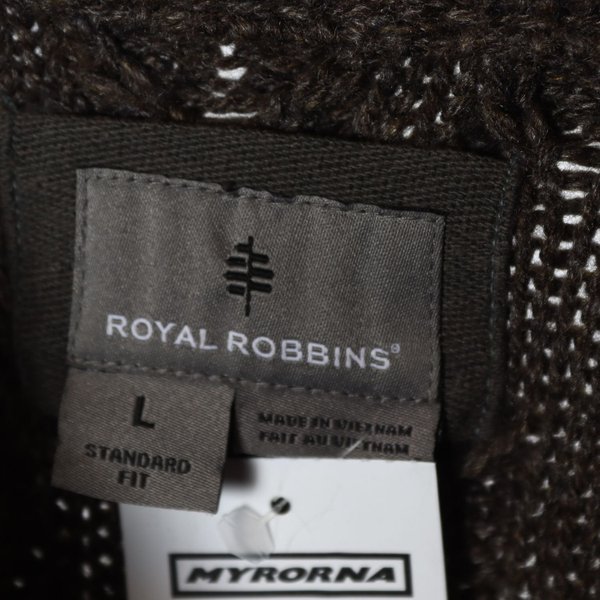 ROYAL ROBBINS®
L
STANDARD
FIT
MADE IN VIETNAM
FAIT AU VIETNAM
MYRORNA